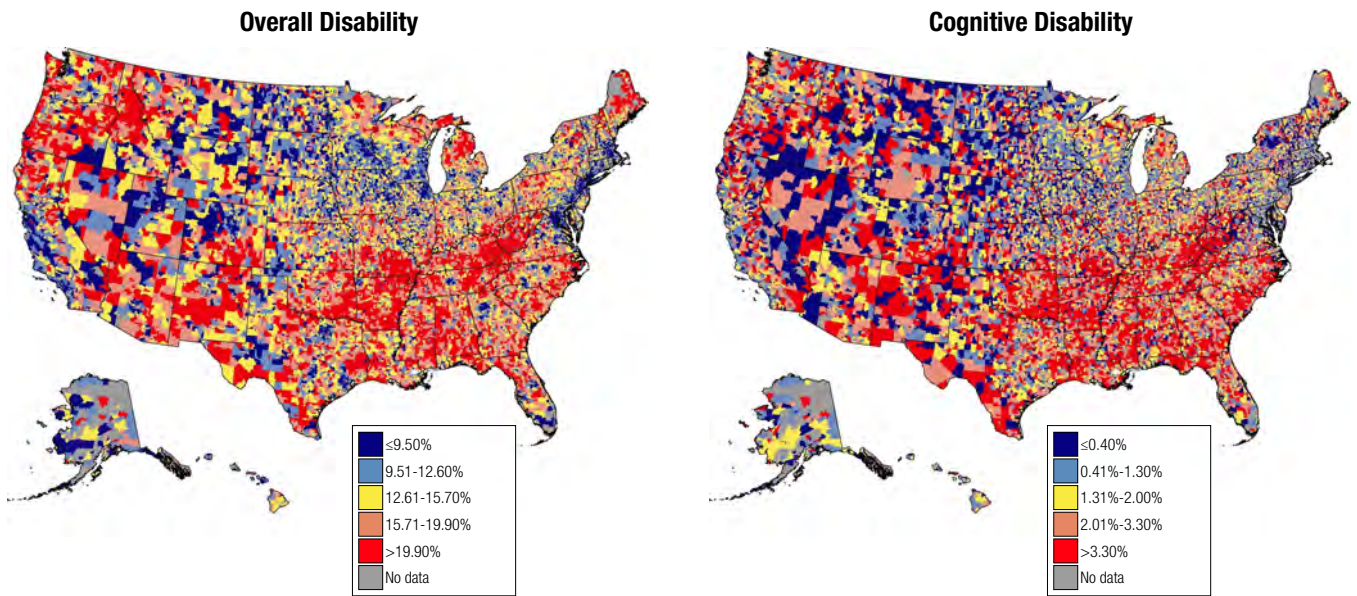 Overall Disability
Cognitive Disability
≤9.50%
9.51-12.60%
12.61-15.70%
15.71-19.90%
>19.90%
No data
≤0.40%
0.41%-1.30%
1.31%-2.00%
2.01%-3.30%
>3.30%
No data